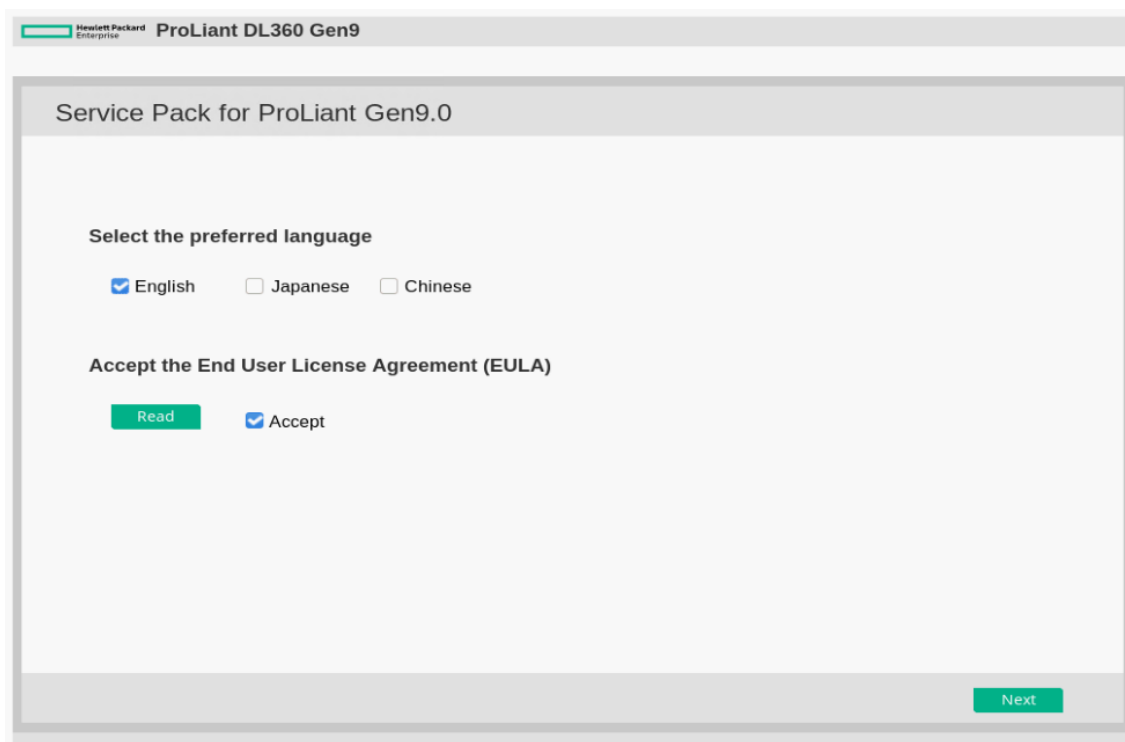 Hewlett Packard Enterprise ProLiant DL360 Gen9
Service Pack for ProLiant Gen9.0
Select the preferred language
English Japanese Chinese
Accept the End User License Agreement (EULA)
Read Accept
Next